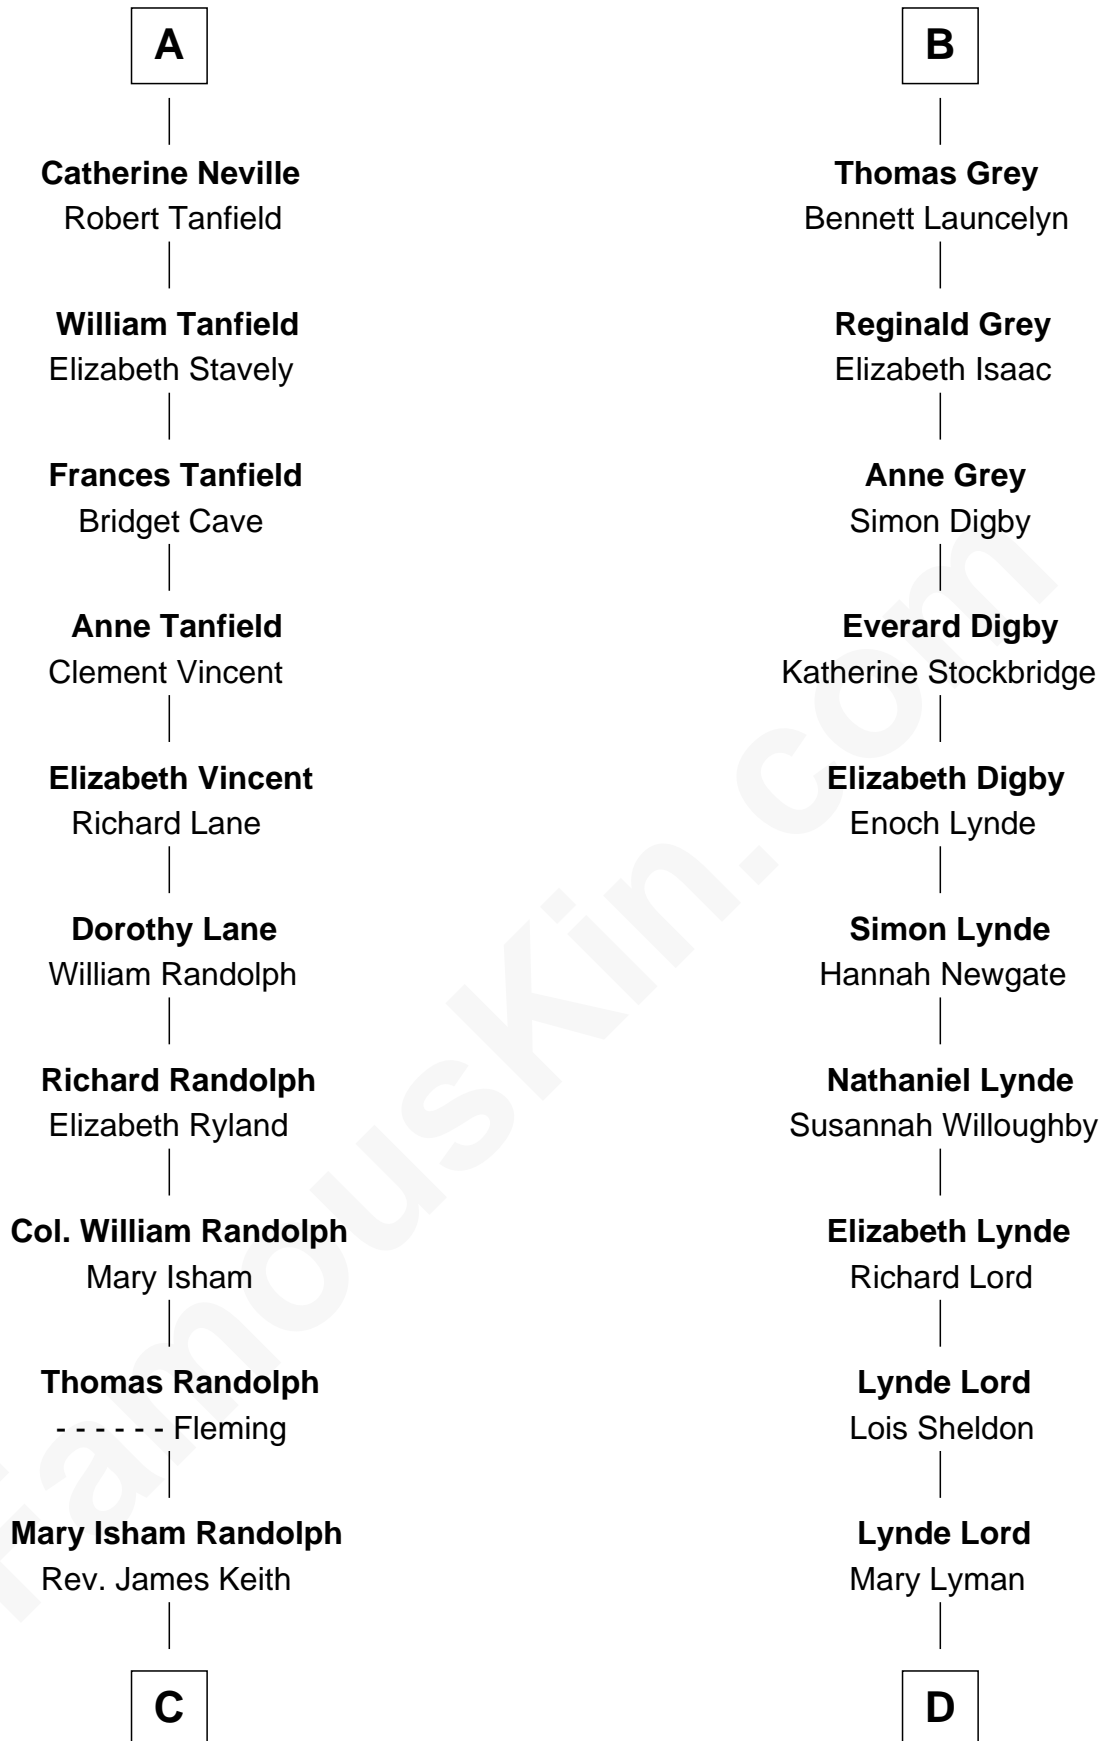 A
Catherine Neville
Robert Tanfield
William Tanfield
Elizabeth Stavely
Frances Tanfield
Bridget Cave
Anne Tanfield
Clement Vincent
Elizabeth Vincent
Richard Lane
Dorothy Lane
William Randolph
Richard Randolph
Elizabeth Ryland
Col. William Randolph
Mary Isham
Thomas Randolph
- - - - - - Fleming
Mary Isham Randolph
Rev. James Keith
C
B
Thomas Grey
Bennett Launcelyn
Reginald Grey
Elizabeth Isaac
Anne Grey
Simon Digby
Everard Digby
Katherine Stockbridge
Elizabeth Digby
Enoch Lynde
Simon Lynde
Hannah Newgate
Nathaniel Lynde
Susannah Willoughby
Elizabeth Lynde
Richard Lord
Lynde Lord
Lois Sheldon
Lynde Lord
Mary Lyman
D
FamousKin.com